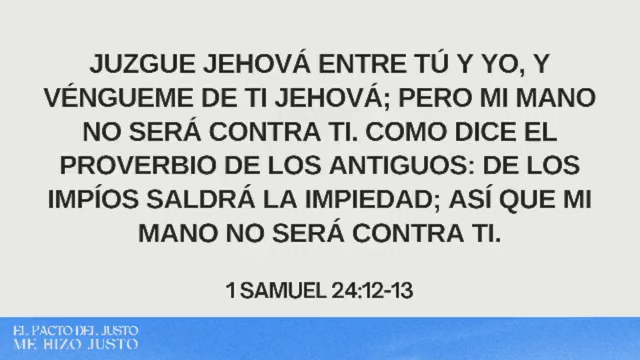 JUZGUE JEHOVÁ ENTRE TÚ Y YO, Y
VÉNGUEME DE TI JEHOVÁ; PERO MI MANO
NO SERÁ CONTRA TI. COMO DICE EL
PROVERBIO DE LOS ANTIGUOS: DE LOS
IMPÍOS SALDRÁ LA IMPIEDAD; ASÍ QUE MI
MANO NO SERÁ CONTRA TI.
1 SAMUEL 24:12-13
EL PACTO DEL JUSTO
ME HIZO JUSTO